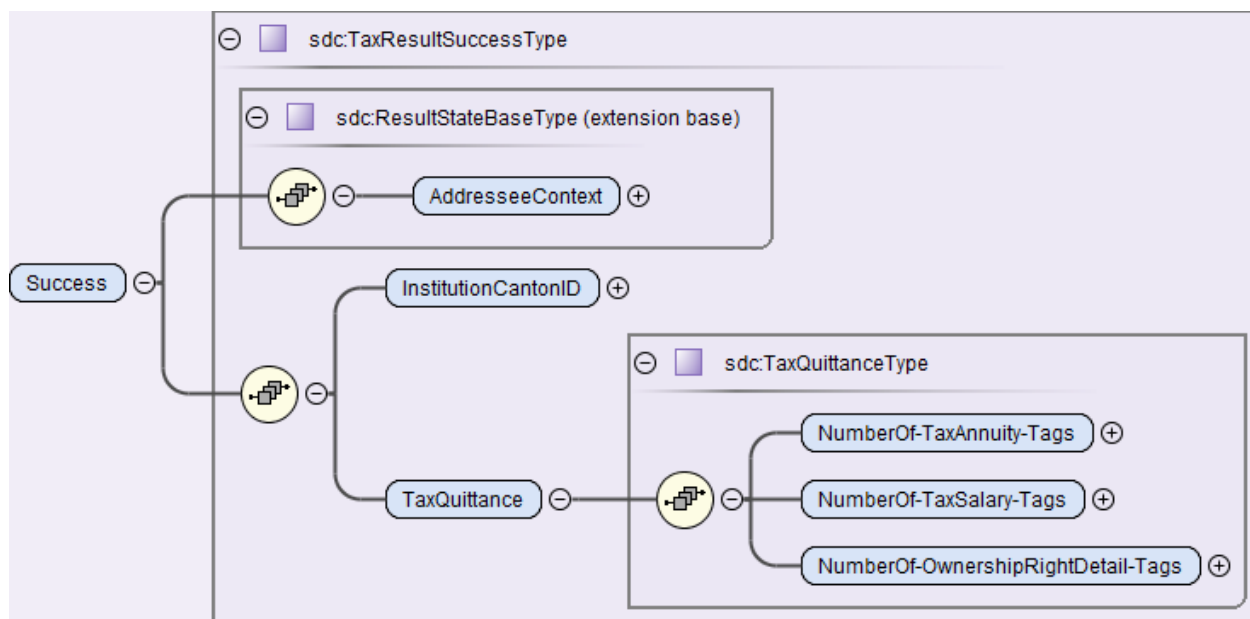 sdc:TaxResultSuccessType
sdc:ResultStateBaseType (extension base)
AddresseeContext
Success
InstitutionCantonID
sdc:TaxQuittanceType
NumberOf-TaxAnnuity-Tags
TaxQuittance
NumberOf-TaxSalary-Tags
NumberOf-OwnershipRightDetail-Tags